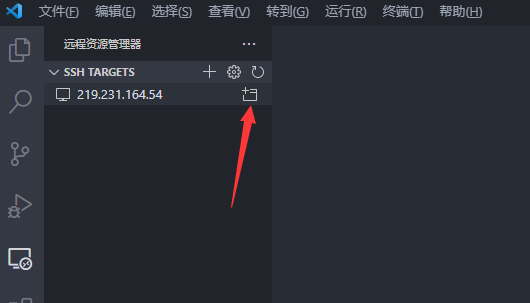 文件(F) 编辑(E) 选择(S) 查看(V) 转到(G) 运行(R) 终端(T) 帮助(H)
远程资源管理器
SSH TARGETS
219.231.164.54